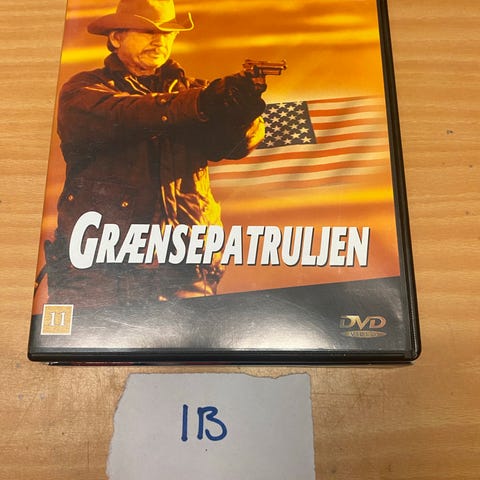 GRÆNSEPATRULJEN
11
DVD
VIDEO
1B